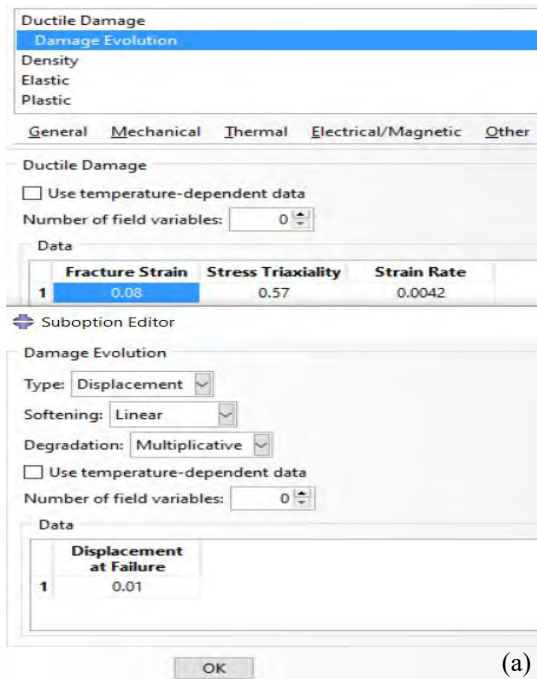 Ductile Damage
Damage Evolution
Density
Elastic
Plastic
General Mechanical Thermal Electrical/Magnetic Other
Ductile Damage
Use temperature-dependent data
Number of field variables: 0
Data
Fracture Strain Stress Triaxiality Strain Rate
1 0.08 0.57 0.0042
Suboption Editor
Damage Evolution
Type: Displacement
Softening: Linear
Degradation: Multiplicative
Use temperature-dependent data
Number of field variables: 0
Data
Displacement
at Failure
1 0.01
OK (a)